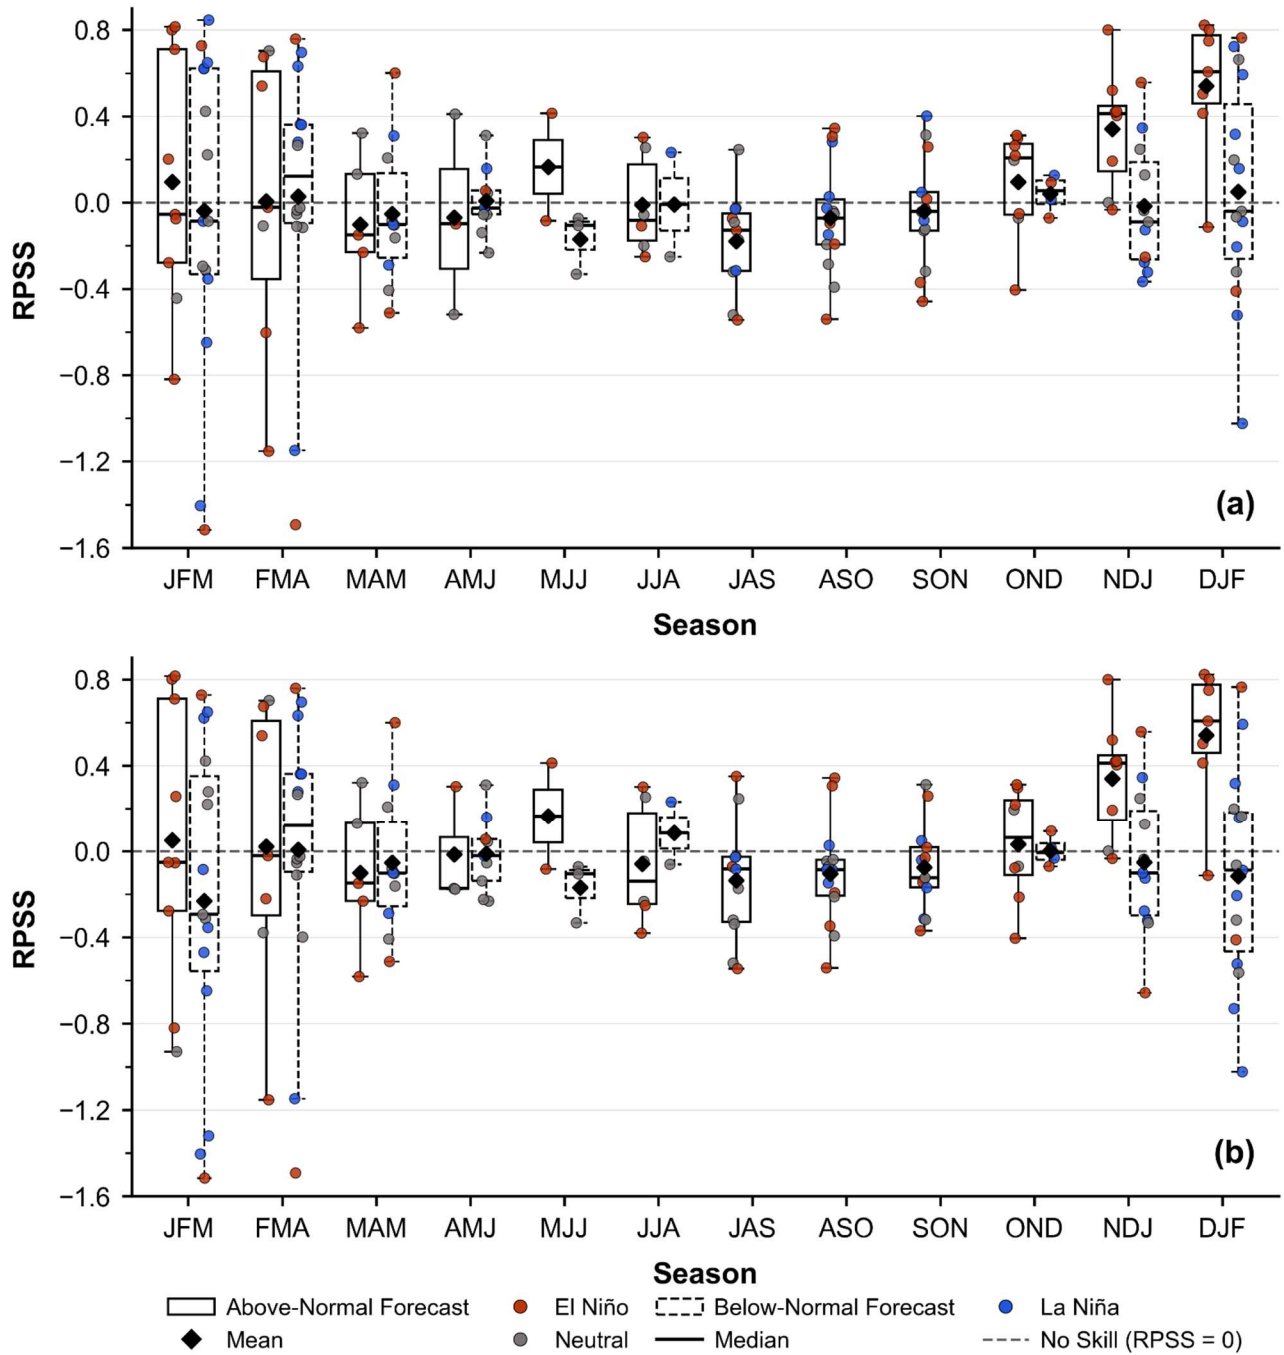 0.8
0.4
0.0
−0.4
−0.8
−1.2
−1.6
RPSS
(a)
JFM FMA MAM AMJ MJJ JJA JAS ASO SON OND NDJ DJF
Season
0.8
0.4
0.0
−0.4
−0.8
−1.2
−1.6
RPSS
(b)
JFM FMA MAM AMJ MJJ JJA JAS ASO SON OND NDJ DJF
Season
Above-Normal Forecast El Niño Below-Normal Forecast La Niña
Mean Neutral Median No Skill (RPSS = 0)